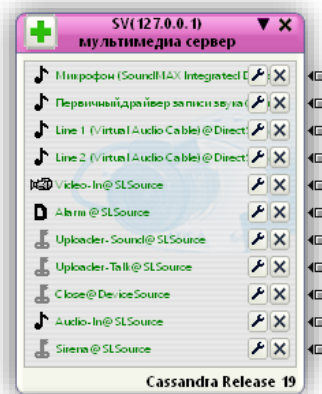 SV(127.0.0.1)
мультимедиа сервер
Микрофон (SoundMAX Integrated
Первичный драйвер записи звука
Line 1 (Virtual Audio Cable)@Direct
Line 2 (Virtual Audio Cable)@Direct
Video-In@SLSource
Alarm@SLSource
Uploader-Sound@SLSource
Uploader-Talk@SLSource
Close@DeviceSource
Audio-In@SLSource
Sirena@SLSource
Cassandra Release 19